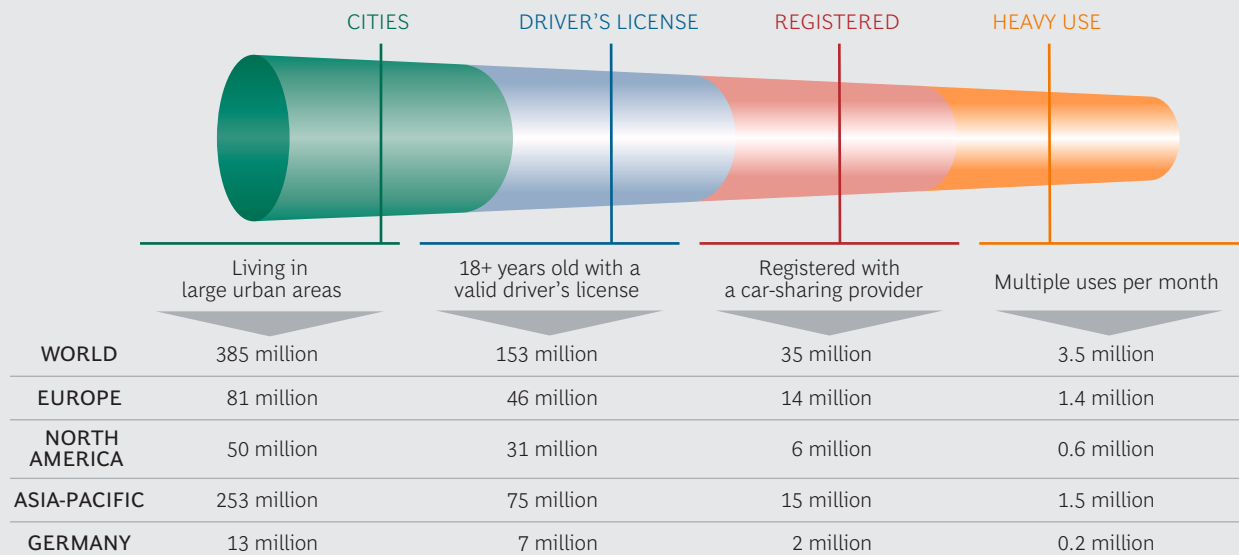 CITIES DRIVER’S LICENSE REGISTERED HEAVY USE
Living in
large urban areas
18+ years old with a
valid driver’s license
Registered with
a car-sharing provider
Multiple uses per month
WORLD 385 million 153 million 35 million 3.5 million
EUROPE 81 million 46 million 14 million 1.4 million
NORTH
AMERICA 50 million 31 million 6 million 0.6 million
ASIA-PACIFIC 253 million 75 million 15 million 1.5 million
GERMANY 13 million 7 million 2 million 0.2 million